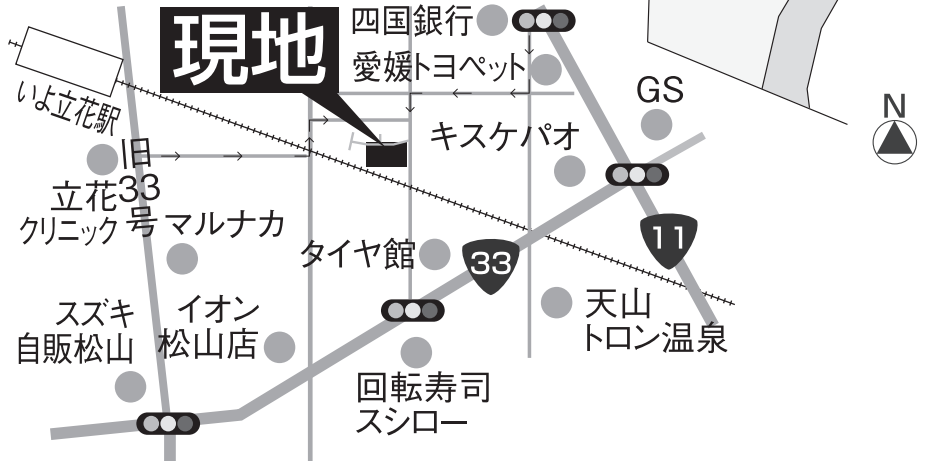 四国銀行
現地
愛媛トヨペット
GS
N
いよ立花駅
キスケパオ
旧
33
号
立花
クリニック
マルナカ
11
タイヤ館
33
天山
トロン温泉
スズキ
自販松山
イオン
松山店
回転寿司
スシロー